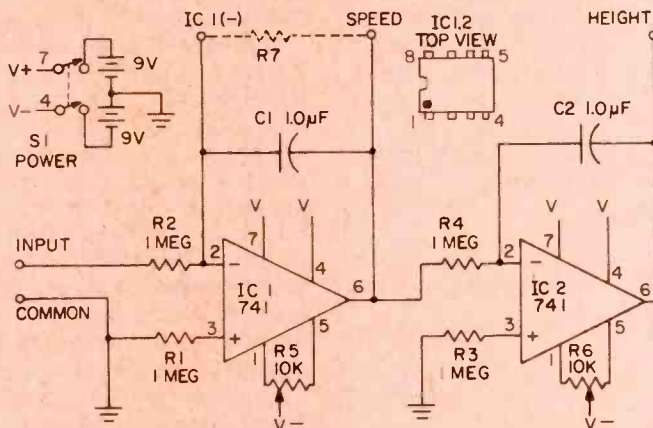 IC 1 (-)
SPEED
HEIGHT
R7
IC1,2
TOP VIEW
8
5
1
4
V+
7
9V
V-
4
9V
S1
POWER
C1 1.0µF
C2 1.0µF
INPUT
COMMON
R2
1 MEG
2
-
V
7
V
4
IC 1
741
6
3
+
R1
1 MEG
1
5
R5
10K
V-
R4
1 MEG
2
-
V
7
V
4
IC 2
741
6
3
+
R3
1 MEG
1
5
R6
10K
V-